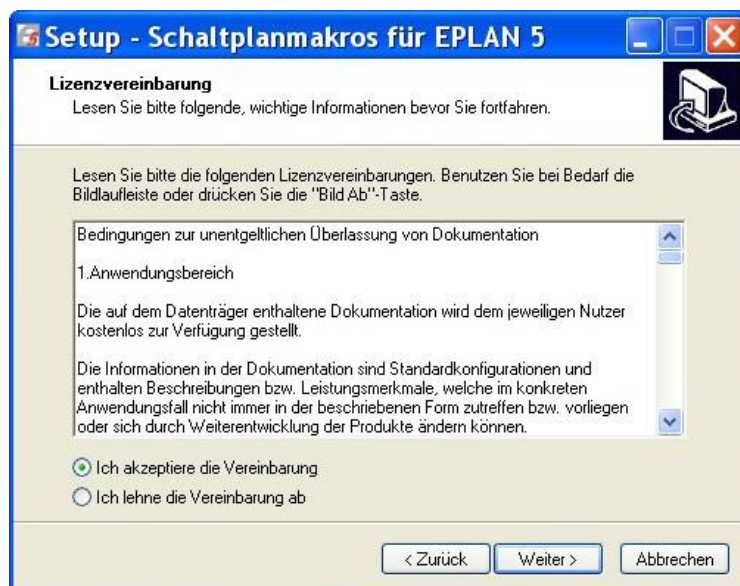 Setup - Schaltplanmakros für EPLAN 5
Lizenzvereinbarung
Lesen Sie bitte folgende, wichtige Informationen bevor Sie fortfahren.
Lesen Sie bitte die folgenden Lizenzvereinbarungen. Benutzen Sie bei Bedarf die
Bildlaufleiste oder drücken Sie die "Bild Ab"-Taste.
Bedingungen zur unentgeltlichen Überlassung von Dokumentation
1.Anwendungsbereich
Die auf dem Datenträger enthaltene Dokumentation wird dem jeweiligen Nutzer
kostenlos zur Verfügung gestellt.
Die Informationen in der Dokumentation sind Standardkonfigurationen und
enthalten Beschreibungen bzw. Leistungsmerkmale, welche im konkreten
Anwendungsfall nicht immer in der beschriebenen Form zutreffen bzw. vorliegen
oder sich durch Weiterentwicklung der Produkte ändern können.
Ich akzeptiere die Vereinbarung
Ich lehne die Vereinbarung ab
< Zurück Weiter > Abbrechen